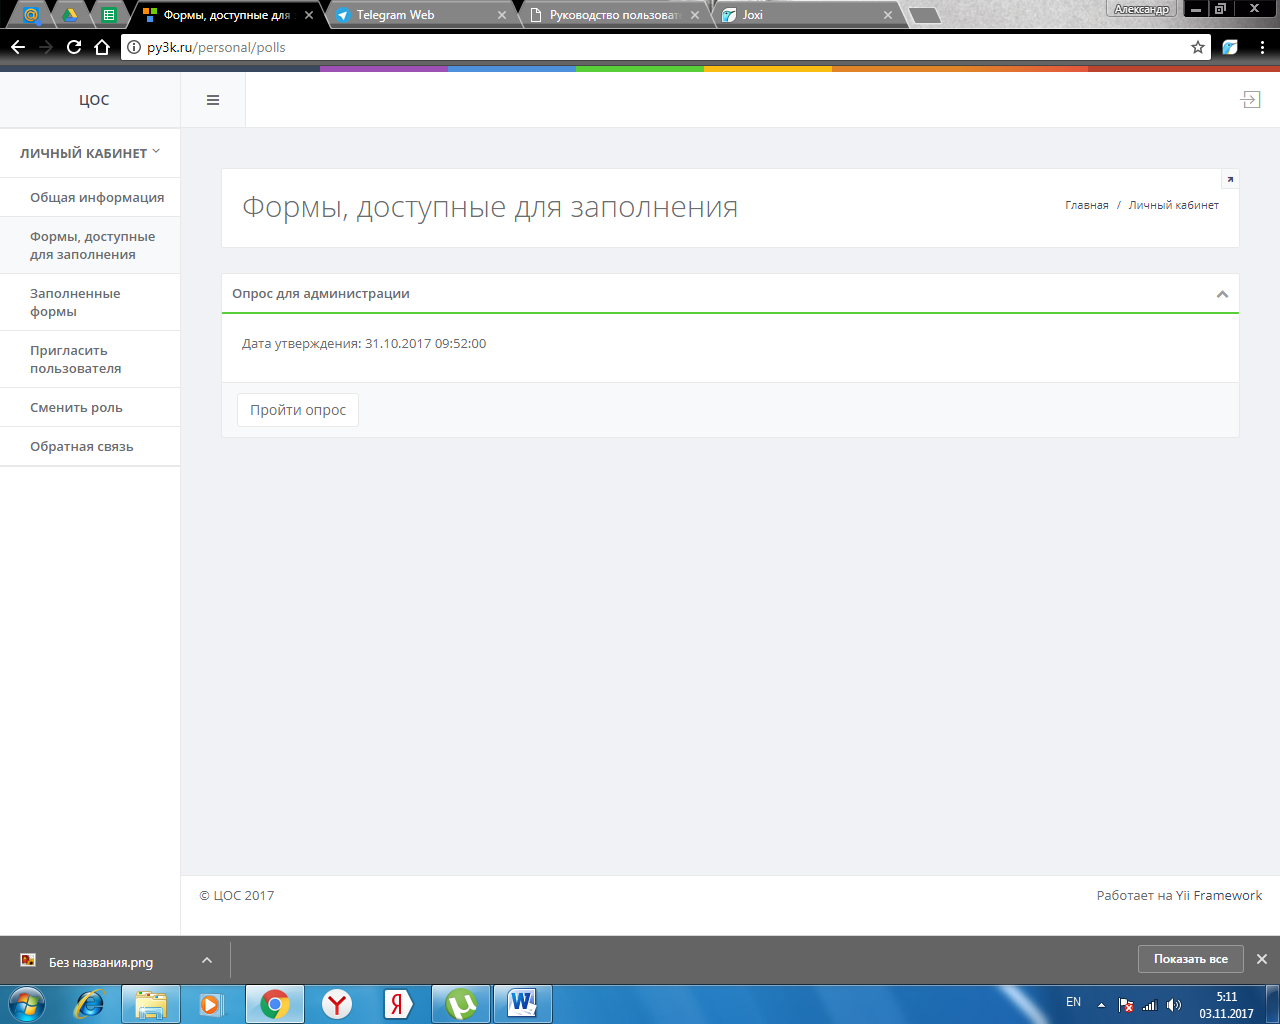 Формы, доступные для
Telegram Web
Руководство пользоват
Joxi
Александр
py3k.ru/personal/polls
ЦОС
ЛИЧНЫЙ КАБИНЕТ
Общая информация
Формы, доступные
для заполнения
Заполненные
формы
Пригласить
пользователя
Сменить роль
Обратная связь
Формы, доступные для заполнения
Главная / Личный кабинет
Опрос для администрации
Дата утверждения: 31.10.2017 09:52:00
Пройти опрос
© ЦОС 2017
Работает на Yii Framework
Без названия.png
Показать все
EN
5:11
03.11.2017